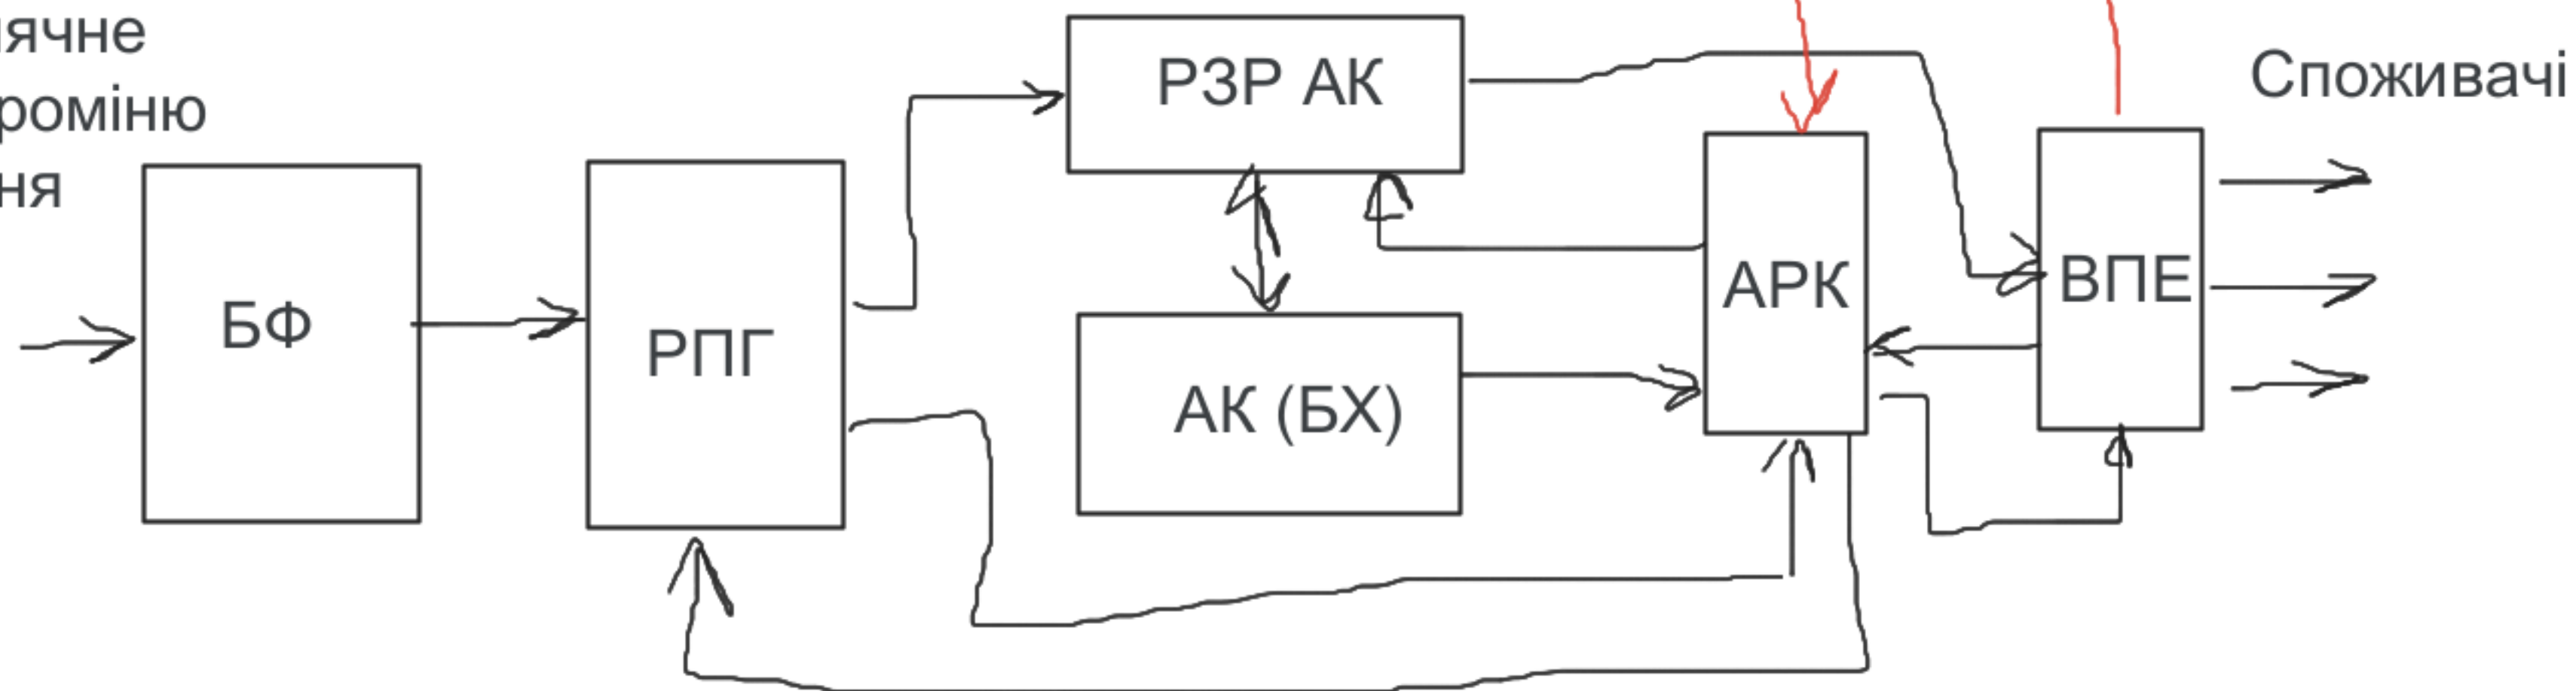 ячне
роміню
ня
БФ
РПГ
РЗР АК
АК (БХ)
АРК
ВПЕ
Споживачі